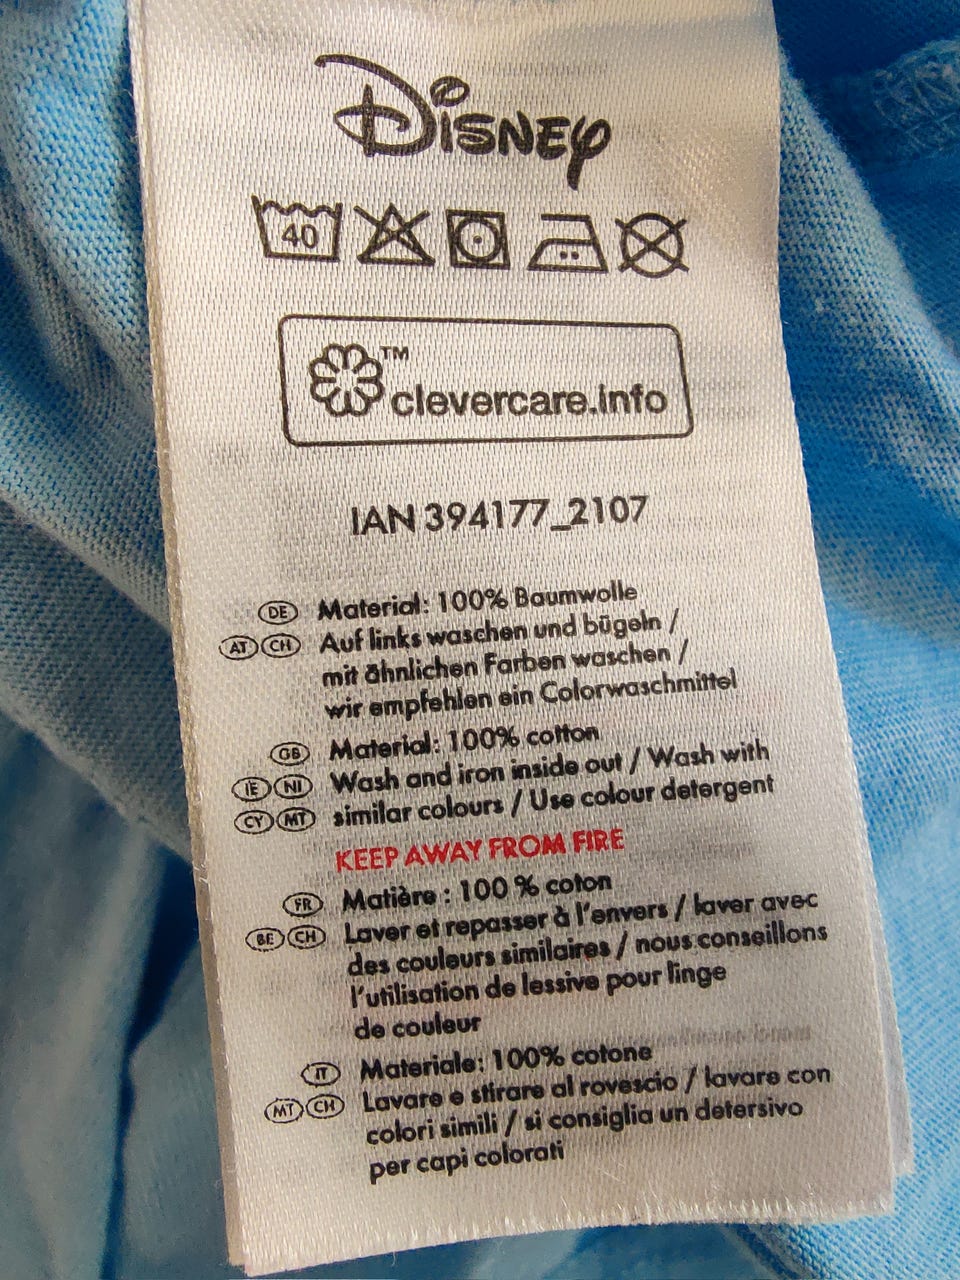 Disney
40
™
clevercare.info
IAN 394177_2107
DE Material: 100% Baumwolle
AT CH Auf links waschen und bügeln /
mit ähnlichen Farben waschen /
wir empfehlen ein Colorwaschmittel
GB Material: 100% cotton
IE NI Wash and iron inside out / Wash with
CY MT similar colours / Use colour detergent
KEEP AWAY FROM FIRE
FR Matière : 100 % coton
BE CH Laver et repasser à l'envers / laver avec
des couleurs similaires / nous conseillons
l'utilisation de lessive pour linge
de couleur
IT Materiale: 100% cotone
MT CH Lavare e stirare al rovescio / lavare con
colori simili / si consiglia un detersivo
per capi colorati